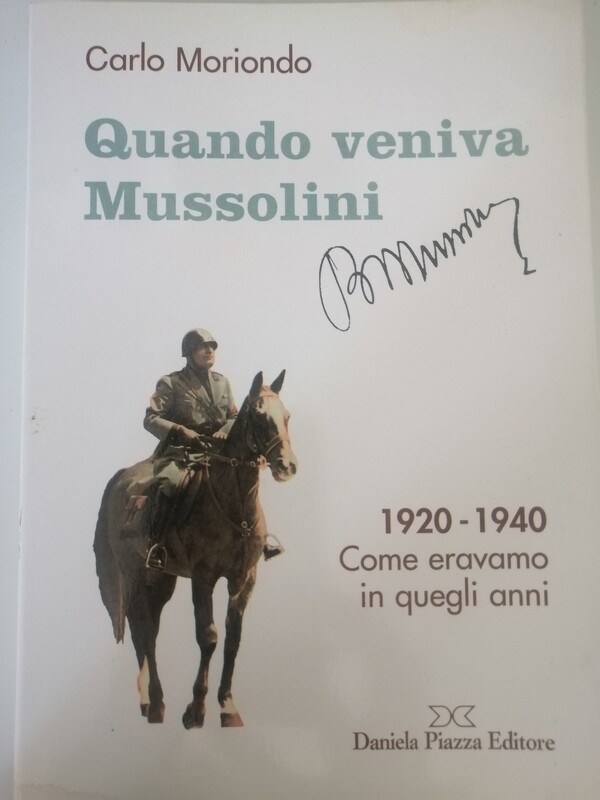 Carlo Moriondo
Quando veniva
Mussolini
1920 - 1940
Come eravamo
in quegli anni
Daniela Piazza Editore